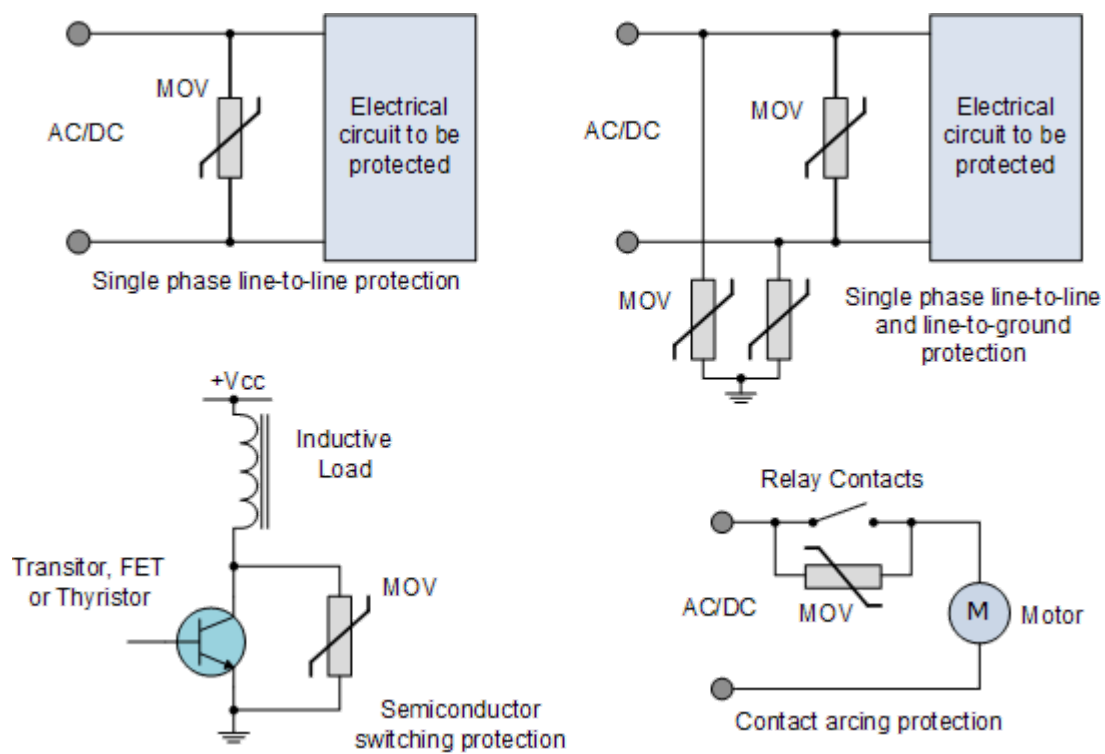 MOV
AC/DC
Electrical
circuit to be
protected
Single phase line-to-line protection
MOV
AC/DC
Electrical
circuit to be
protected
MOV
Single phase line-to-line
and line-to-ground
protection
+Vcc
Inductive
Load
Transitor, FET
or Thyristor
MOV
Semiconductor
switching protection
Relay Contacts
AC/DC
MOV
M
Motor
Contact arcing protection